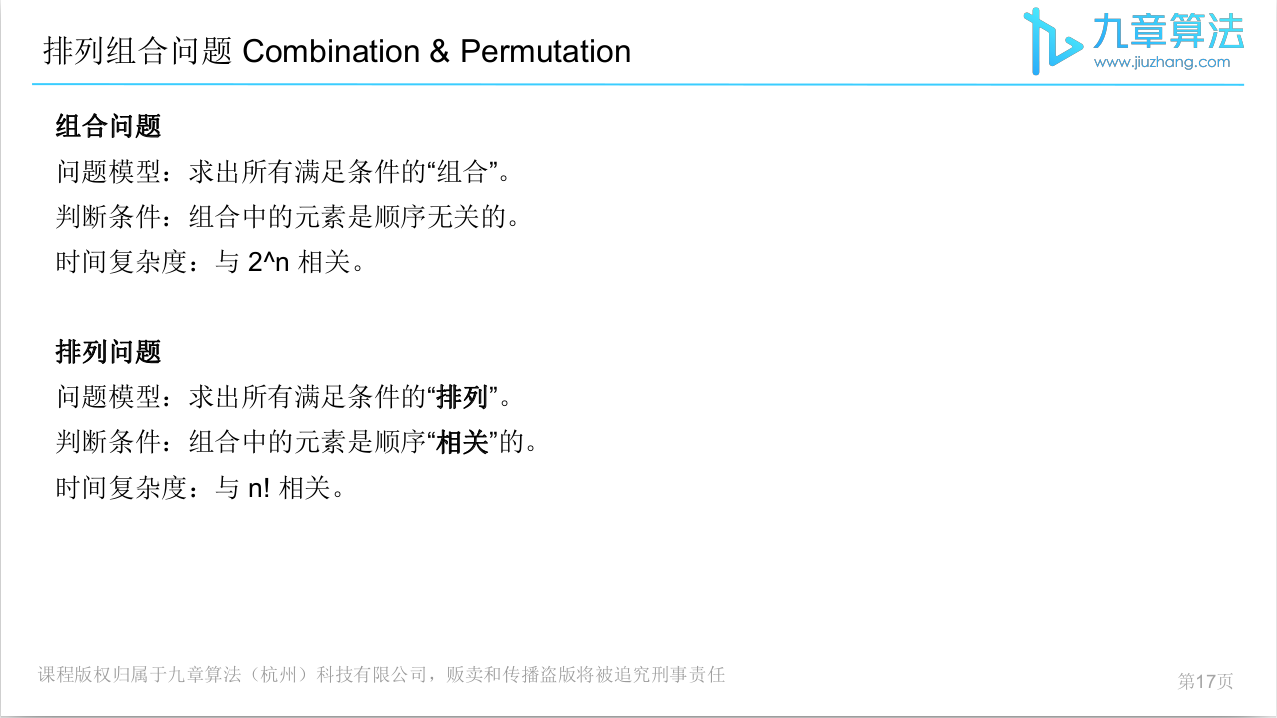 排列组合问题 Combination & Permutation
九章算法
www.jiuzhang.com
组合问题
问题模型：求出所有满足条件的“组合”。
判断条件：组合中的元素是顺序无关的。
时间复杂度：与 2^n 相关。
排列问题
问题模型：求出所有满足条件的“排列”。
判断条件：组合中的元素是顺序“相关”的。
时间复杂度：与 n! 相关。
课程版权归属于九章算法（杭州）科技有限公司，贩卖和传播盗版将被追究刑事责任
第17页